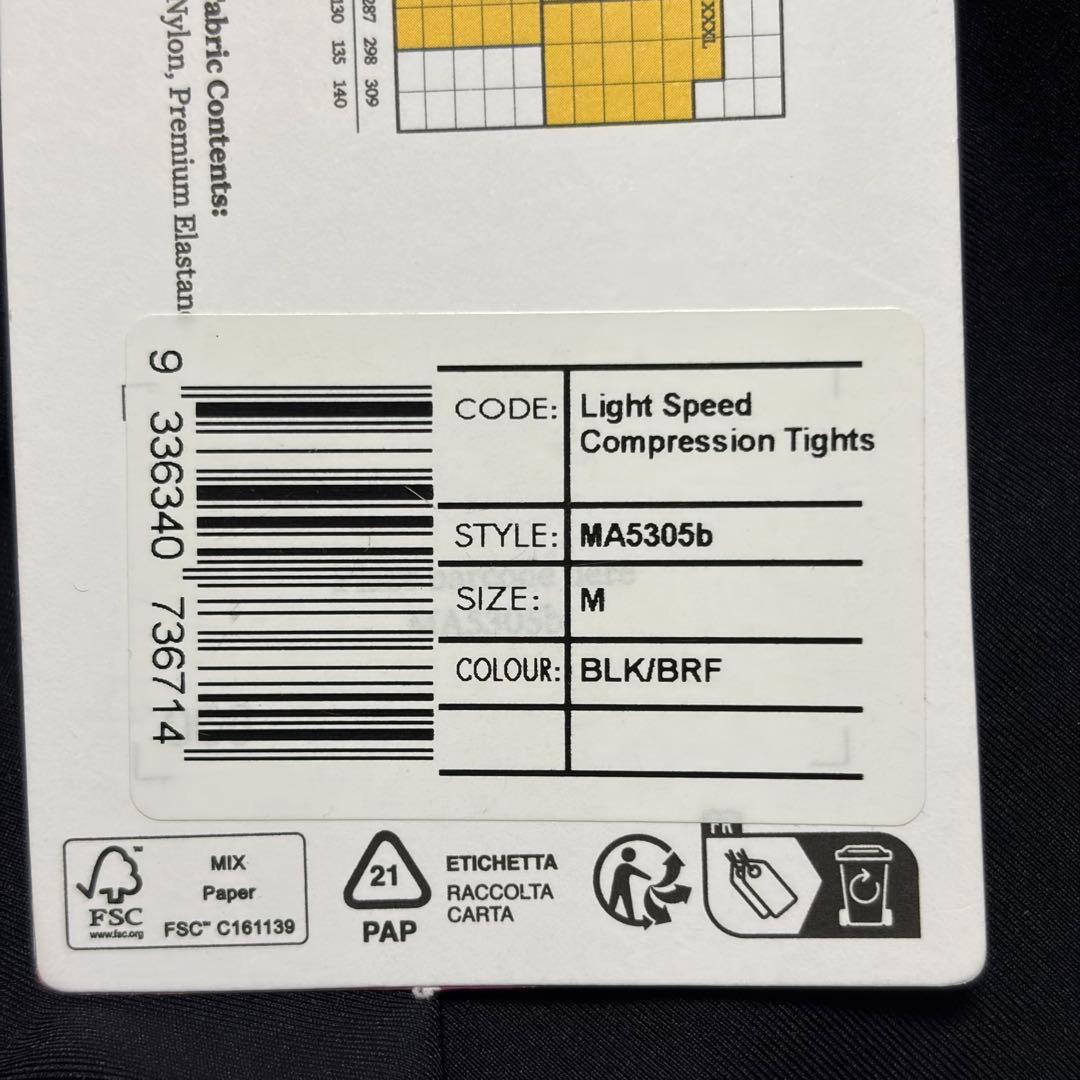 XXXL
287 298 309
130 135 140
Fabric Contents:
Nylon, Premium Elastan
9 336340 736714
CODE: Light Speed
Compression Tights
STYLE: MA5305b
SIZE: M
COLOUR: BLK/BRF
MIX
Paper
FSC™ C161139
FSC
www.fsc.org
21
PAP
ETICHETTA
RACCOLTA
CARTA
FR